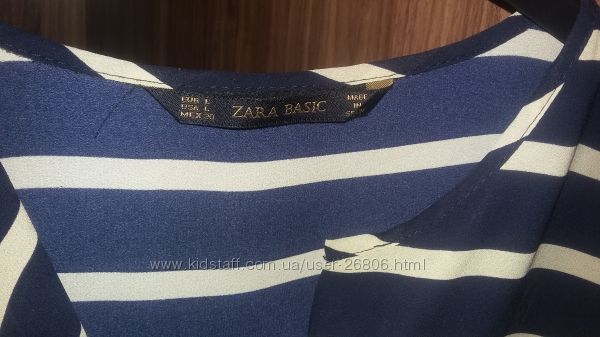 EUR L
USA L
MEX 30
ZARA BASIC
MADE
IN
www.kidstaff.com.ua/user-26806.html